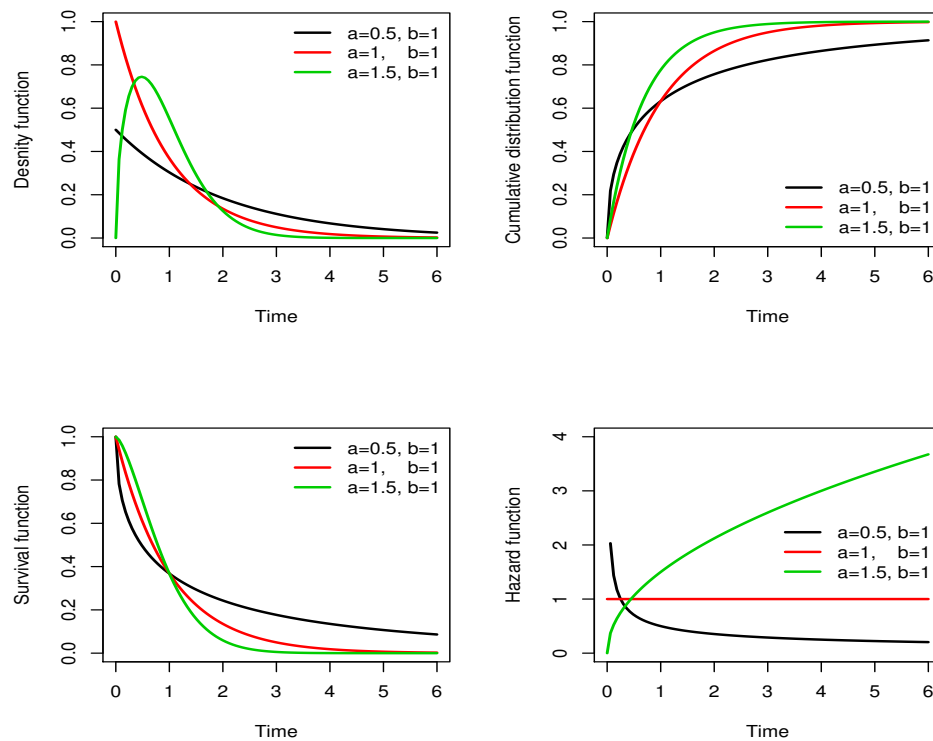 Desnity function
0.0 0.2 0.4 0.6 0.8 1.0
a=0.5, b=1
a=1, b=1
a=1.5, b=1
0 1 2 3 4 5 6
Time
Cumulative distribution function
0.0 0.2 0.4 0.6 0.8 1.0
a=0.5, b=1
a=1, b=1
a=1.5, b=1
0 1 2 3 4 5 6
Time
Survival function
0.0 0.2 0.4 0.6 0.8 1.0
a=0.5, b=1
a=1, b=1
a=1.5, b=1
0 1 2 3 4 5 6
Time
Hazard function
0 1 2 3 4
a=0.5, b=1
a=1, b=1
a=1.5, b=1
0 1 2 3 4 5 6
Time